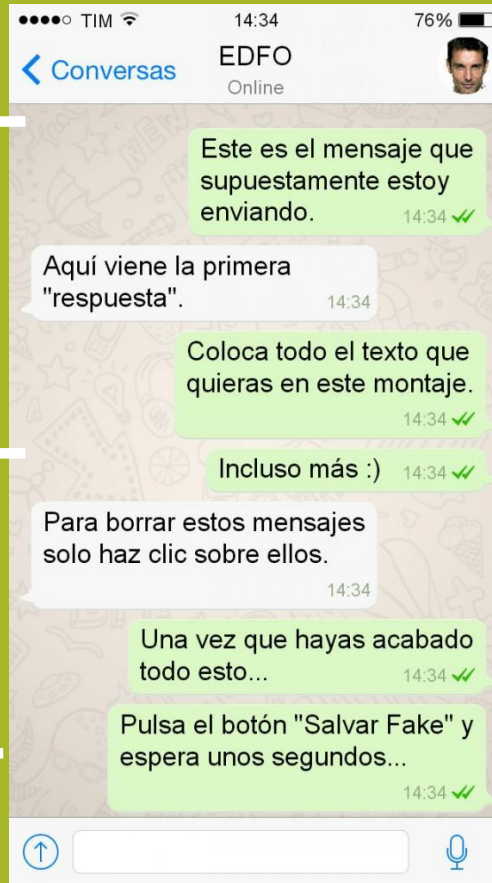 TIM 14:34 76%
Conversas EDFO
Online
Este es el mensaje que
supuestamente estoy
enviando. 14:34
Aquí viene la primera
"respuesta". 14:34
Coloca todo el texto que
quieras en este montaje.
14:34
Incluso más :) 14:34
Para borrar estos mensajes
solo haz clic sobre ellos.
14:34
Una vez que hayas acabado
todo esto... 14:34
Pulsa el botón "Salvar Fake" y
espera unos segundos...
14:34